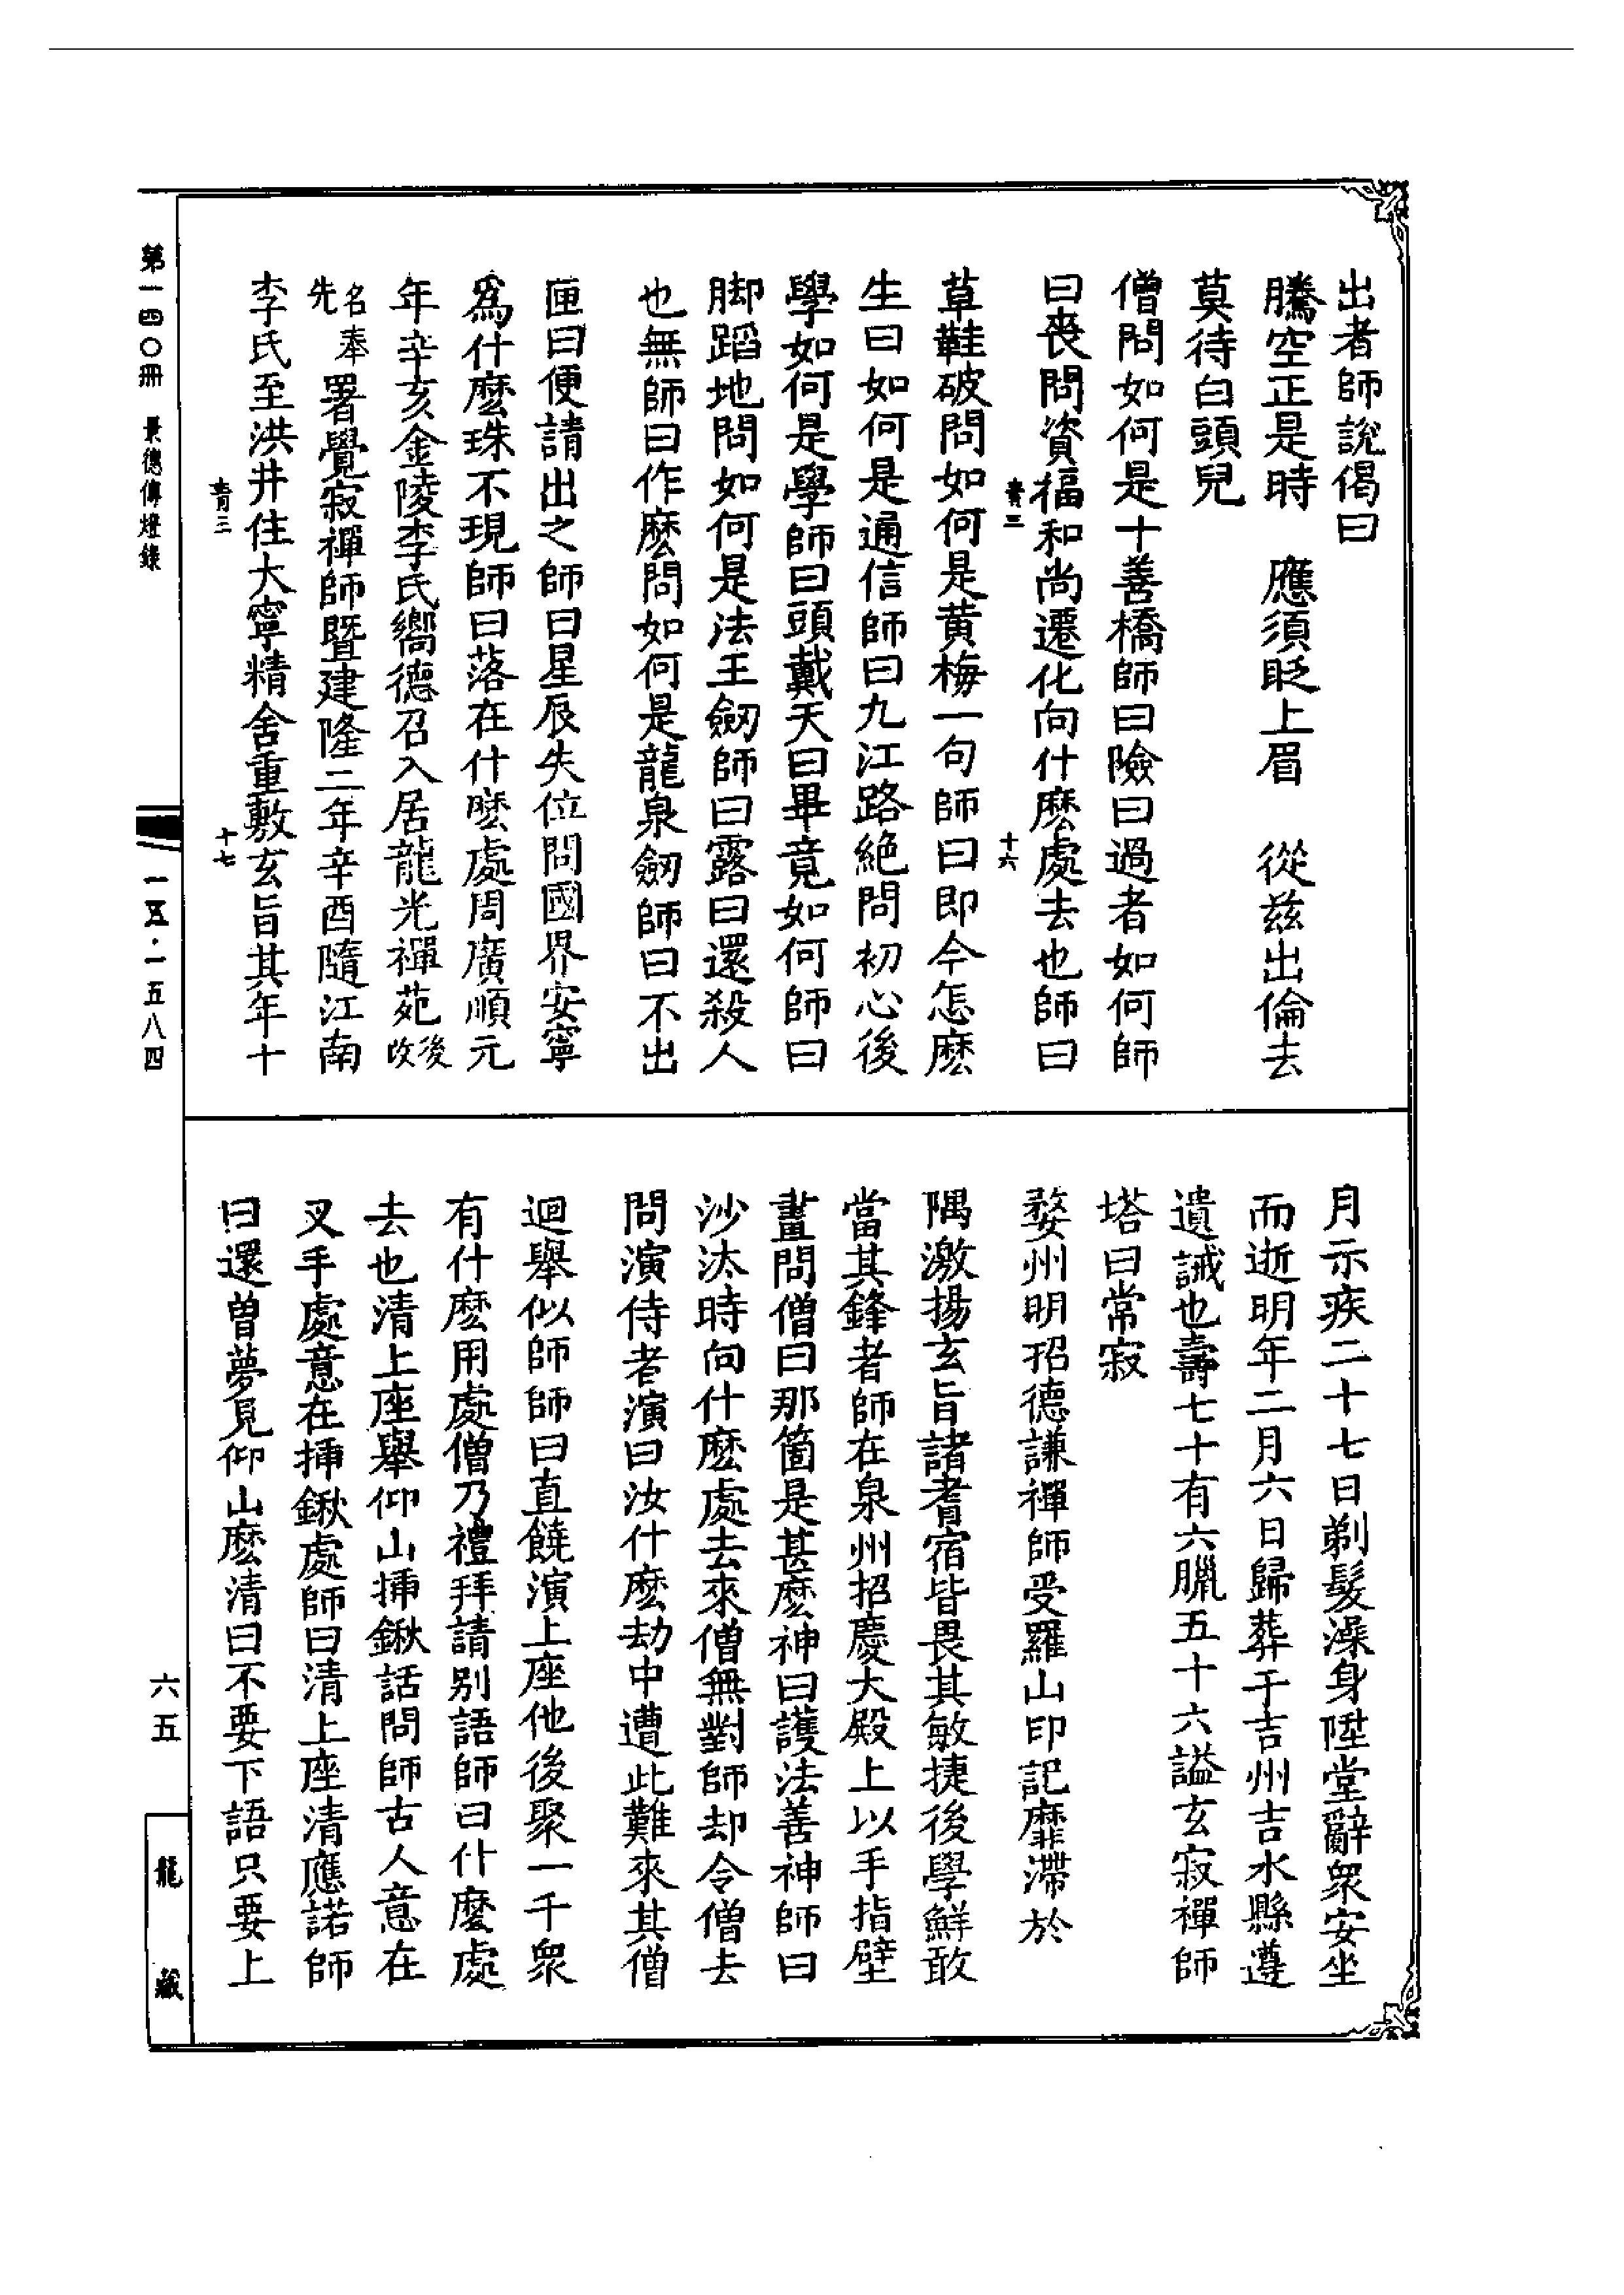 出者師說偈曰
騰空正是時　應須眨上眉　從茲出倫去
莫待白頭兒
僧問如何是十善橋師曰險曰過者如何師
曰喪問資福和尚遷化向什麽處去也師曰
青三　十六
草鞋破問如何是黄梅一句師曰即今怎麽
生曰如何是通信師曰九江路絶問初心後
學如何是學師曰頭戴天曰畢竟如何師曰
脚蹈地問如何是法王劒師曰露曰還殺人
也無師曰作麽問如何是龍泉劒師曰不出
匣曰便請出之師曰星辰失位問國界安寧
爲什麽珠不現師曰落在什麽處周廣順元
年辛亥金陵李氏嚮德召入居龍光禪苑後改
名先奉署覺寂禪師暨建隆二年辛酉隨江南
李氏至洪井住大寧精舍重敷玄旨其年十
青三　十七
月示疾二十七日剃髮澡身陞堂辭衆安坐
而逝明年二月六日歸葬于吉州吉水縣遵
遺誡也壽七十有六臘五十六謚玄寂禪師
塔曰常寂
婺州明招德謙禪師受羅山印記靡滯於
隅激揚玄旨諸耆宿皆畏其敏捷後學鮮敢
當其鋒者師在泉州招慶大殿上以手指壁
畫問僧曰那箇是甚麽神曰護法善神師曰
沙汰時向什麽處去來僧無對師却令僧去
問演侍者演曰汝什麽劫中遭此難來其僧
迴舉似師師曰直饒演上座他後聚一千衆
有什麽用處僧乃禮拜請别語師曰什麽處
去也清上座舉仰山揷鍬話問師古人意在
叉手處意在揷鍬處師曰清上座清應諾師
曰還曽夢見仰山麽清曰不要下語只要上
第一四〇冊　景德傳燈錄
一五·一五八四
六五
龍藏